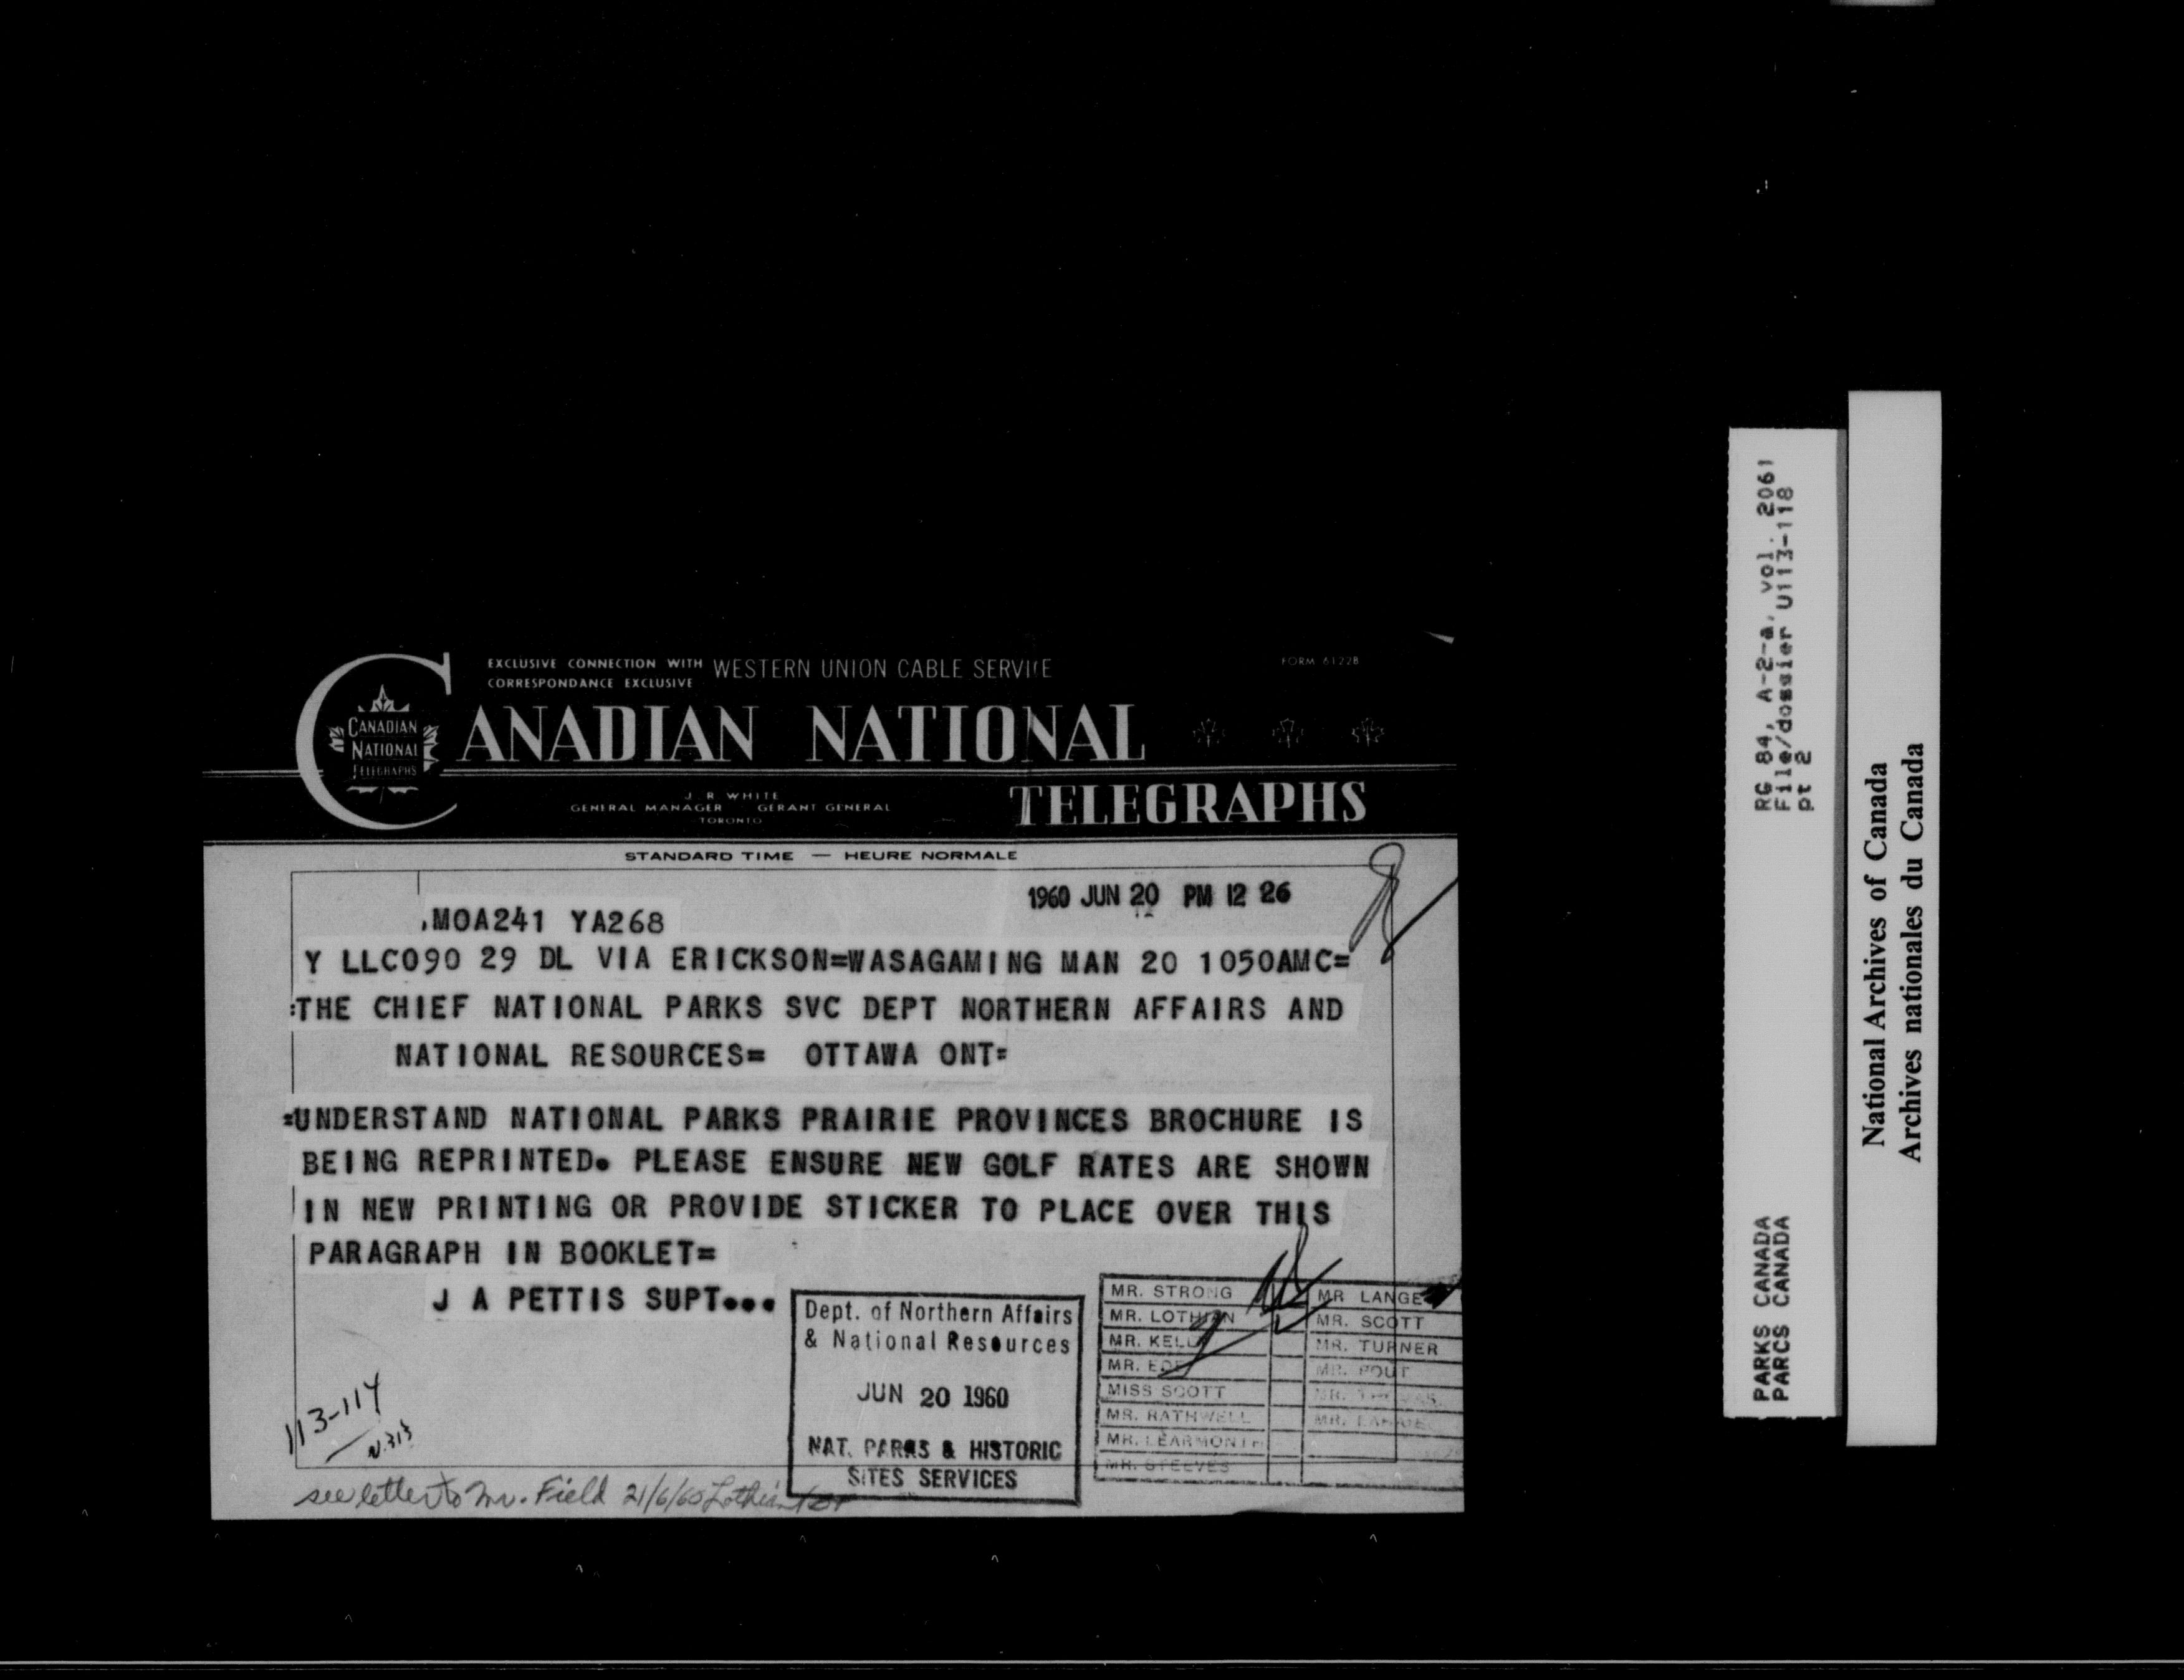 EXCLUSIVE CONNECTION WITH WESTERN UNION CABLE SERVICE
CORRESPONDANCE EXCLUSIVE
FORM 6122B
CANADIAN NATIONAL
CANADIAN
NATIONAL
TELEGRAPHS
J. R. WHITE
GENERAL MANAGER GERANT GENERAL
TORONTO
TELEGRAPHS
STANDARD TIME — HEURE NORMALE
1960 JUN 20 PM 12 26
MOA241 YA268
Y LLC090 29 DL VIA ERICKSON=WASAGAMING MAN 20 1050AMC=
:THE CHIEF NATIONAL PARKS SVC DEPT NORTHERN AFFAIRS AND
NATIONAL RESOURCES= OTTAWA ONT=
=UNDERSTAND NATIONAL PARKS PRAIRIE PROVINCES BROCHURE IS
BEING REPRINTED. PLEASE ENSURE NEW GOLF RATES ARE SHOWN
IN NEW PRINTING OR PROVIDE STICKER TO PLACE OVER THIS
PARAGRAPH IN BOOKLET=
J A PETTIS SUPT...
Dept. of Northern Affairs
& National Resources
JUN 20 1960
NAT. PARKS & HISTORIC
SITES SERVICES
MR. STRONG
MR. LOTHIAN
MR. KELLY
MISS SCOTT
MR. RATHWELL
MR. LEARMONTH
MR. STEEVES
MR LANGE
MR. SCOTT
MR. TURNER
MR. POUT
113-114
N.313
see letter to Mr. Field 21/6/60 Lothian
RG 84, A-2-a, vol. 2061
File/dossier U113-118
pt 2
PARKS CANADA
PARCS CANADA
National Archives of Canada
Archives nationales du Canada